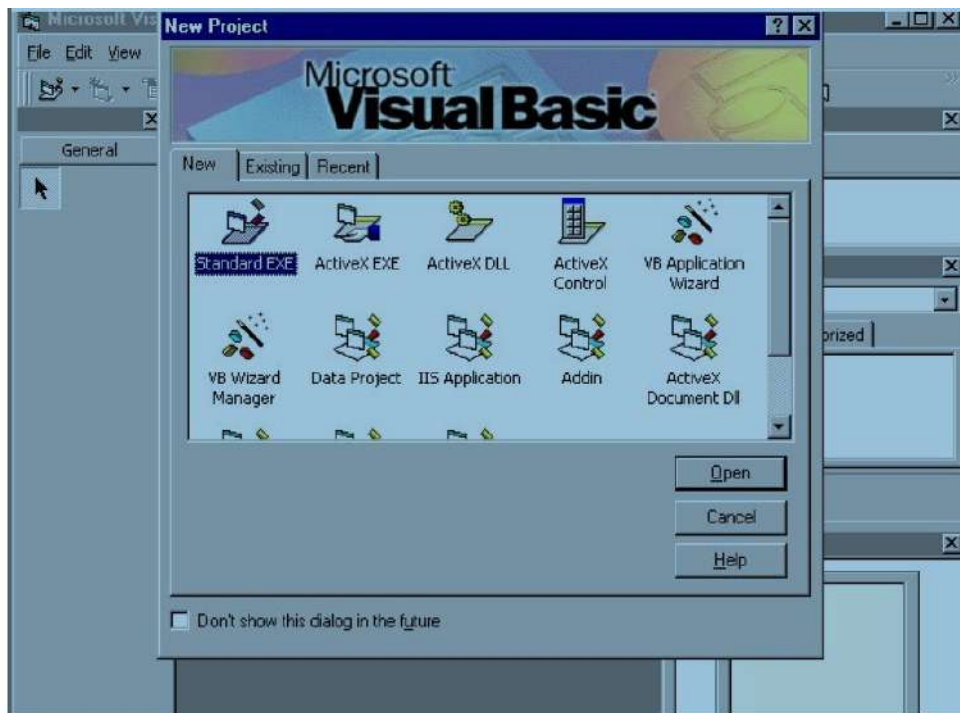 Microsoft Vis
New Project
File Edit View
Microsoft
Visual Basic
General
New
Existing
Recent
Standard EXE
ActiveX EXE
ActiveX DLL
ActiveX
Control
VB Application
Wizard
VB Wizard
Manager
Data Project
IIS Application
Addin
ActiveX
Document Dll
orized
Open
Cancel
Help
Don't show this dialog in the future